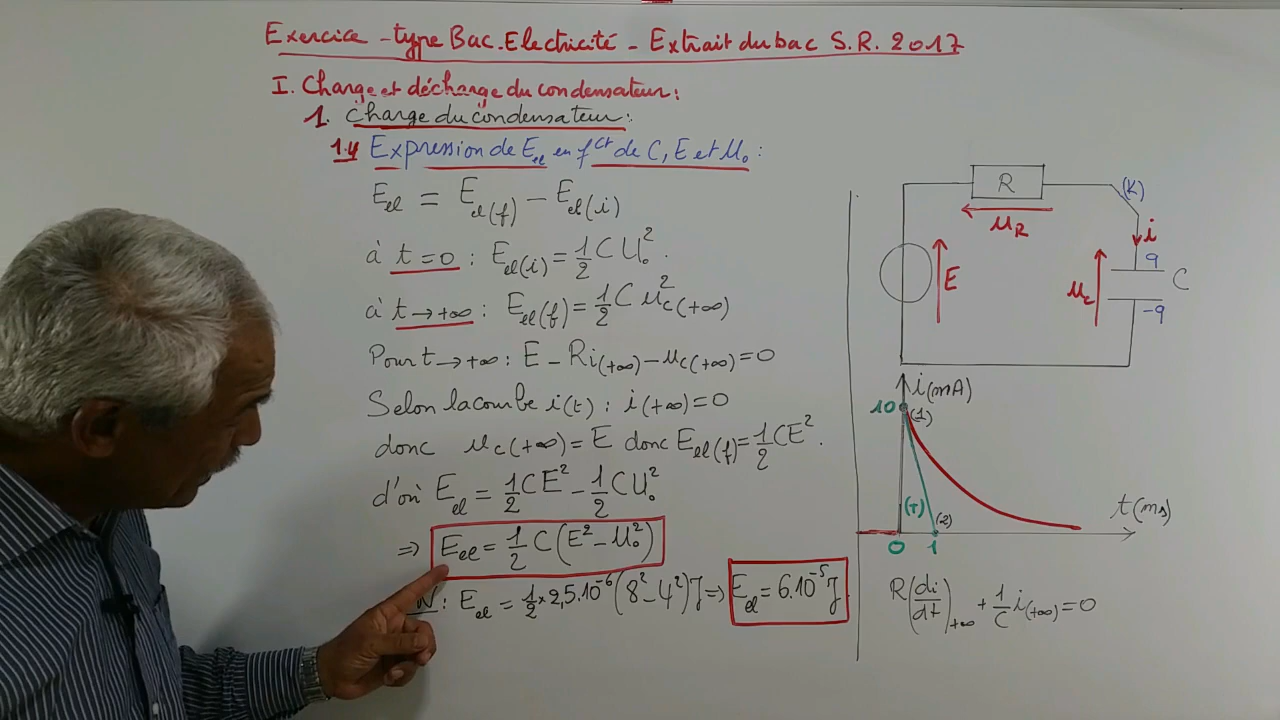 Exercice - type Bac. Electricité - Extrait du bac S.R. 2017
I. Charge et décharge du condensateur :
1. Charge du condensateur :
1.4 Expression de Eel en fct de C, E et U₀ :
Eel = Eel(f) - Eel(i)
à t=0 : Eel(i) = 1/2 C U₀².
à t→+∞ : Eel(f) = 1/2 C uc²(+∞)
Pour t→+∞ : E - Ri(+∞) - uc(+∞) = 0
Selon la courbe i(t) : i(+∞) = 0
donc uc(+∞) = E donc Eel(f) = 1/2 CE².
d'où Eel = 1/2 CE² - 1/2 CU₀²
⇒ Eel = 1/2 C(E² - U₀²)
: Eel = 1/2 × 2,5.10⁻⁶(8² - 4²)J ⇒ Eel = 6.10⁻⁵J
R
(K)
uR
i
E
uc
q
C
-q
i(mA)
10
(1)
(τ)
(2)
t(ms)
0
1
R(di/dt)+∞ + 1/C i(+∞) = 0